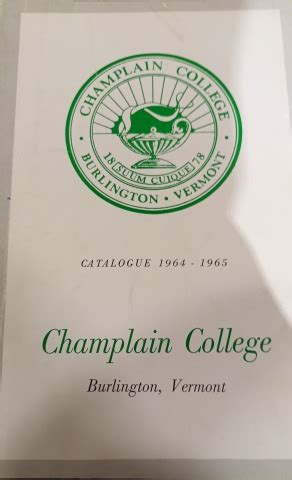 CHAMPLAIN COLLEGE
18 SUUM CUIQUE 78
BURLINGTON · VERMONT
CATALOGUE 1964 - 1965
Champlain College
Burlington, Vermont